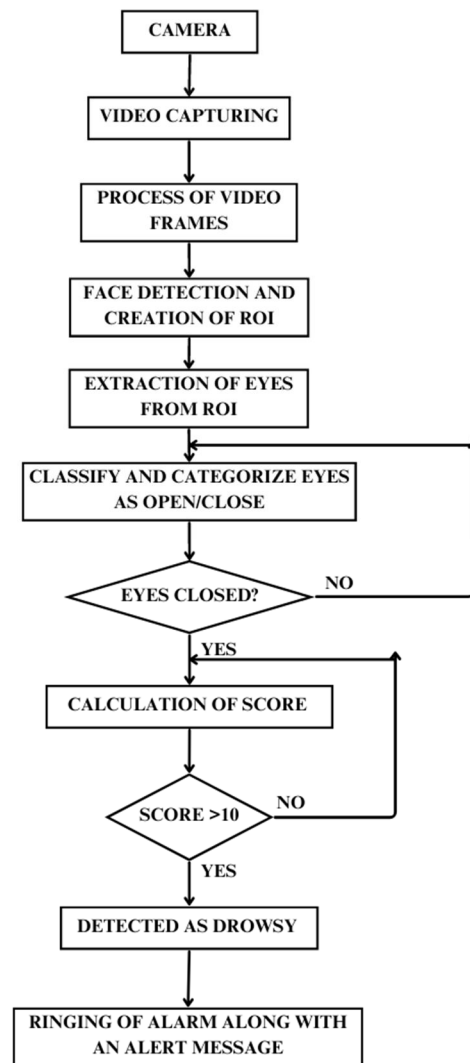 CAMERA
VIDEO CAPTURING
PROCESS OF VIDEO
FRAMES
FACE DETECTION AND
CREATION OF ROI
EXTRACTION OF EYES
FROM ROI
CLASSIFY AND CATEGORIZE EYES
AS OPEN/CLOSE
EYES CLOSED?
NO
YES
CALCULATION OF SCORE
SCORE >10
NO
YES
DETECTED AS DROWSY
RINGING OF ALARM ALONG WITH
AN ALERT MESSAGE